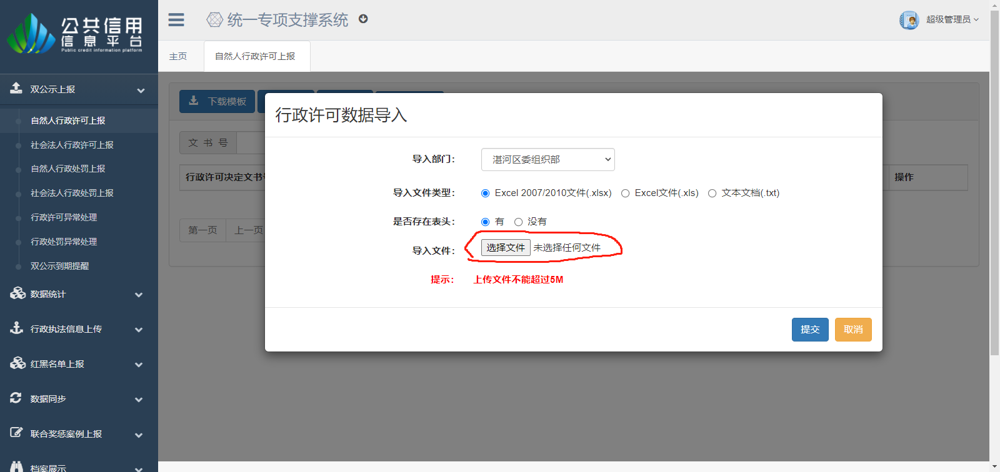 公共信用
信息平台
Public credit information platform
统一专项支撑系统
超级管理员
主页
自然人行政许可上报
双公示上报
自然人行政许可上报
社会法人行政许可上报
自然人行政处罚上报
社会法人行政处罚上报
行政许可异常处理
行政处罚异常处理
双公示到期提醒
数据统计
行政执法信息上传
红黑名单上报
数据同步
联合奖惩案例上报
档案展示
下载模板
文 书 号
行政许可决定文书
操作
第一页
上一页
行政许可数据导入
导入部门：
湛河区委组织部
导入文件类型：
Excel 2007/2010文件(.xlsx)
Excel文件(.xls)
文本文档(.txt)
是否存在表头：
有
没有
导入文件：
选择文件 未选择任何文件
提示：
上传文件不能超过5M
提交
取消